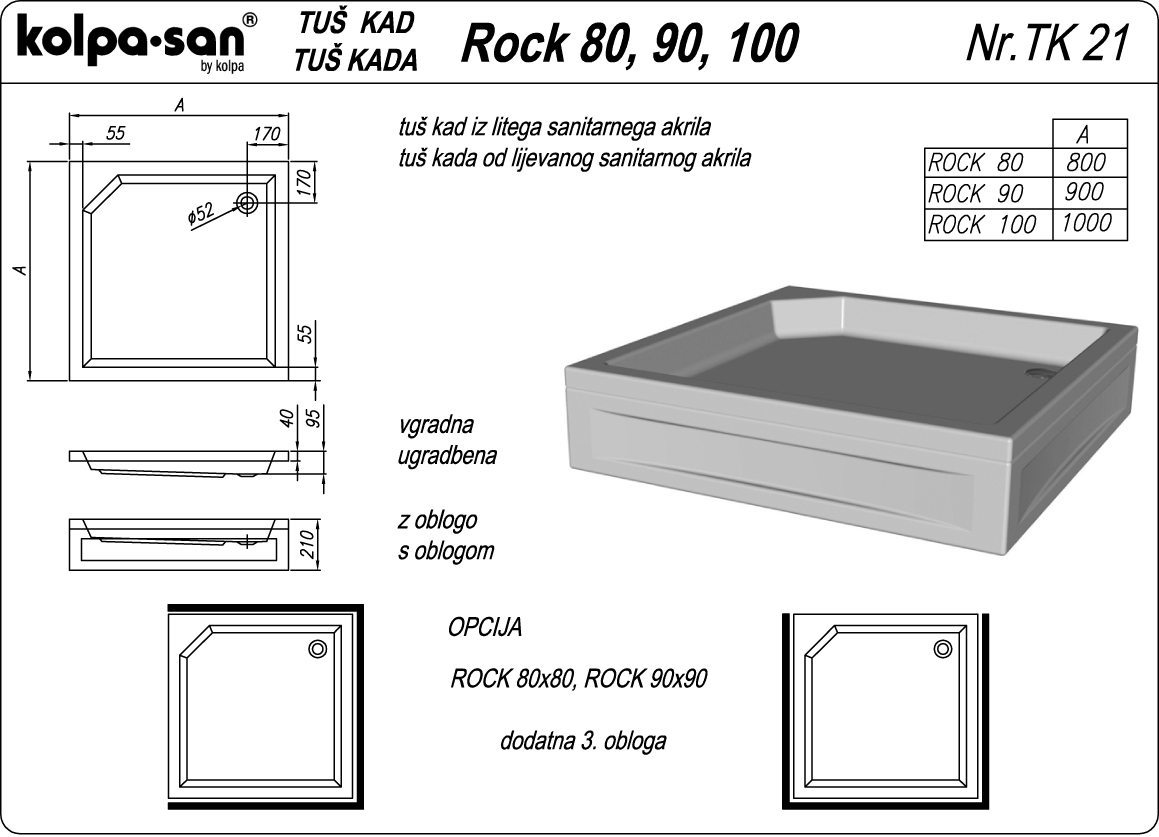 kolpa•san®
by kolpa
TUŠ KAD
TUŠ KADA
Rock 80, 90, 100
Nr.TK 21
A
55
170
170
ø52
A
55
tuš kad iz litega sanitarnega akrila
tuš kada od lijevanog sanitarnog akrila
A
ROCK 80 800
ROCK 90 900
ROCK 100 1000
40
95
vgradna
ugradbena
210
z oblogo
s oblogom
OPCIJA
ROCK 80x80, ROCK 90x90
dodatna 3. obloga